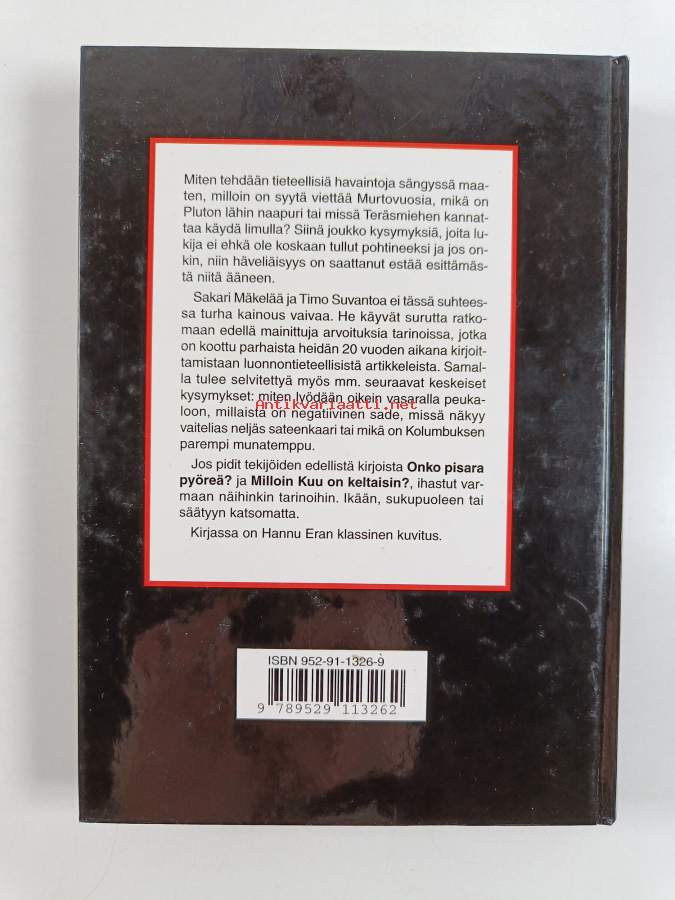 Miten tehdään tieteellisiä havaintoja sängyssä maa-
ten, milloin on syytä viettää Murtovuosia, mikä on
Pluton lähin naapuri tai missä Teräsmiehen kannat-
taa käydä limulla? Siinä joukko kysymyksiä, joita lu-
kija ei ehkä ole koskaan tullut pohtineeksi ja jos on-
kin, niin häveliäisyys on saattanut estää esittämäs-
tä niitä ääneen.
Sakari Mäkelää ja Timo Suvantoa ei tässä suhtees-
sa turha kainous vaivaa. He käyvät surutta ratko-
maan edellä mainittuja arvoituksia tarinoissa, jotka
on koottu parhaista heidän 20 vuoden aikana kirjoit-
tamistaan luonnontieteellisistä artikkeleista. Samal-
la tulee selvitettyä myös mm. seuraavat keskeiset
kysymykset: miten lyödään oikein vasaralla peuka-
Antikvariaatti.net
loon, millaista on negatiivinen sade, missä näkyy
vaitelias neljäs sateenkaari tai mikä on Kolumbuksen
parempi munatemppu.
Jos pidit tekijöiden edellistä kirjoista Onko pisara
pyöreä? ja Milloin Kuu on keltaisin?, ihastut var-
maan näihinkin tarinoihin. Ikään, sukupuoleen tai
säätyyn katsomatta.
Kirjassa on Hannu Eran klassinen kuvitus.
ISBN 952-91-1326-9
9 789529 113262